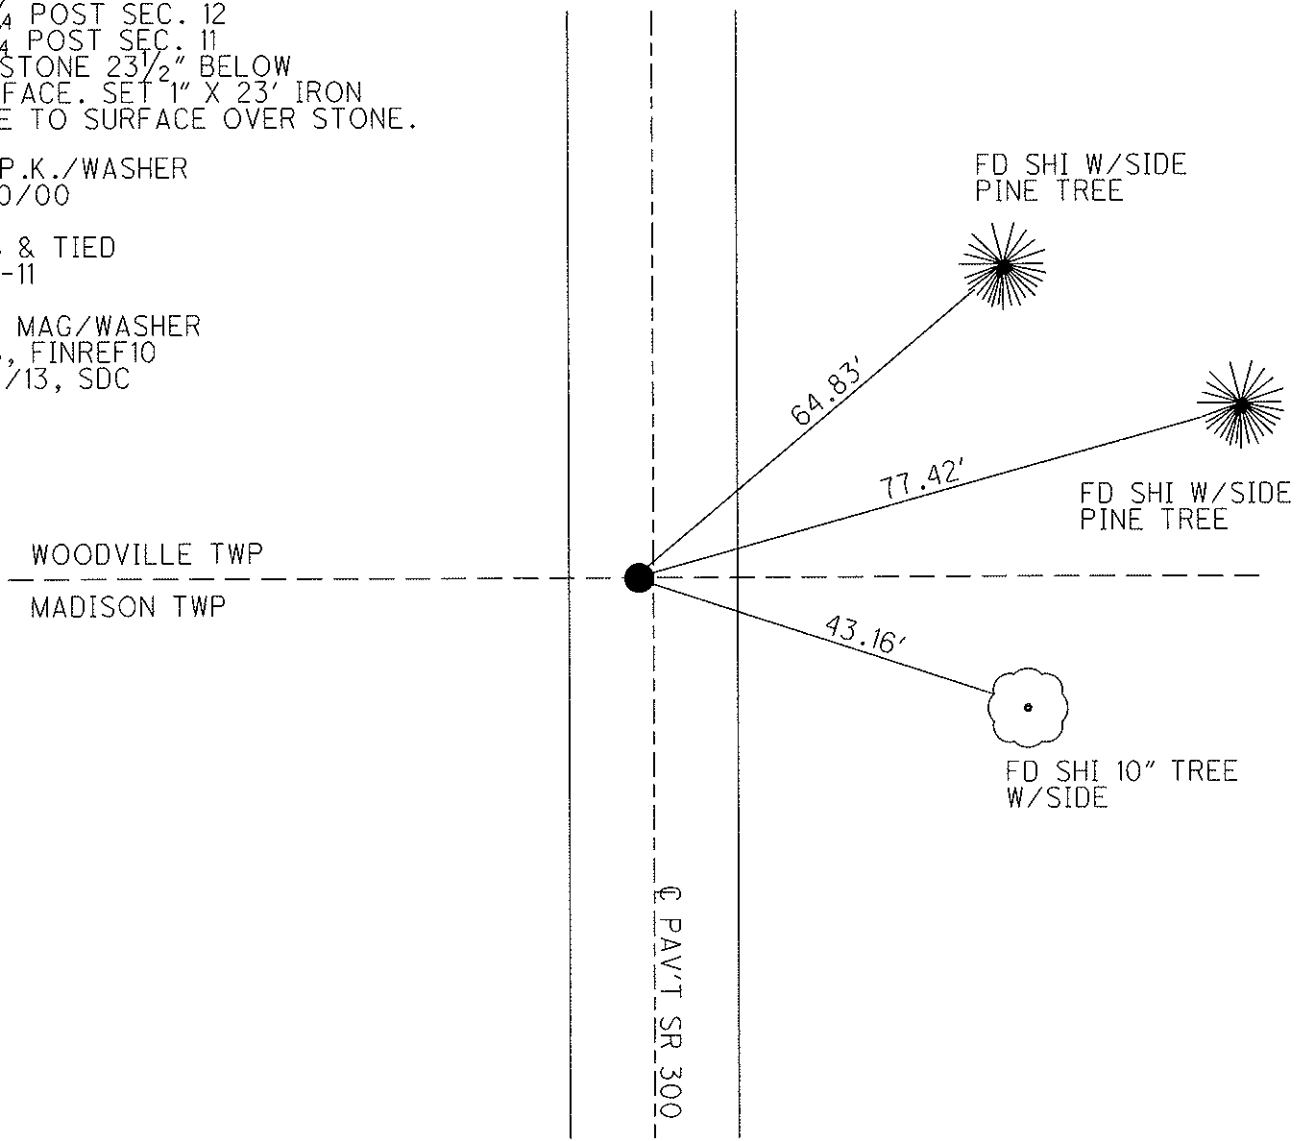 1/4 POST SEC. 12
1/4 POST SEC. 11
STONE 23 1/2" BELOW
FACE. SET 1" X 23' IRON
E TO SURFACE OVER STONE.
P.K./WASHER
0/00
& TIED
-11
MAG/WASHER
, FINREF10
/13, SDC
FD SHI W/SIDE
PINE TREE
64.83'
77.42'
FD SHI W/SIDE
PINE TREE
WOODVILLE TWP
MADISON TWP
43.16'
FD SHI 10" TREE
W/SIDE
℄ PAV'T SR 300